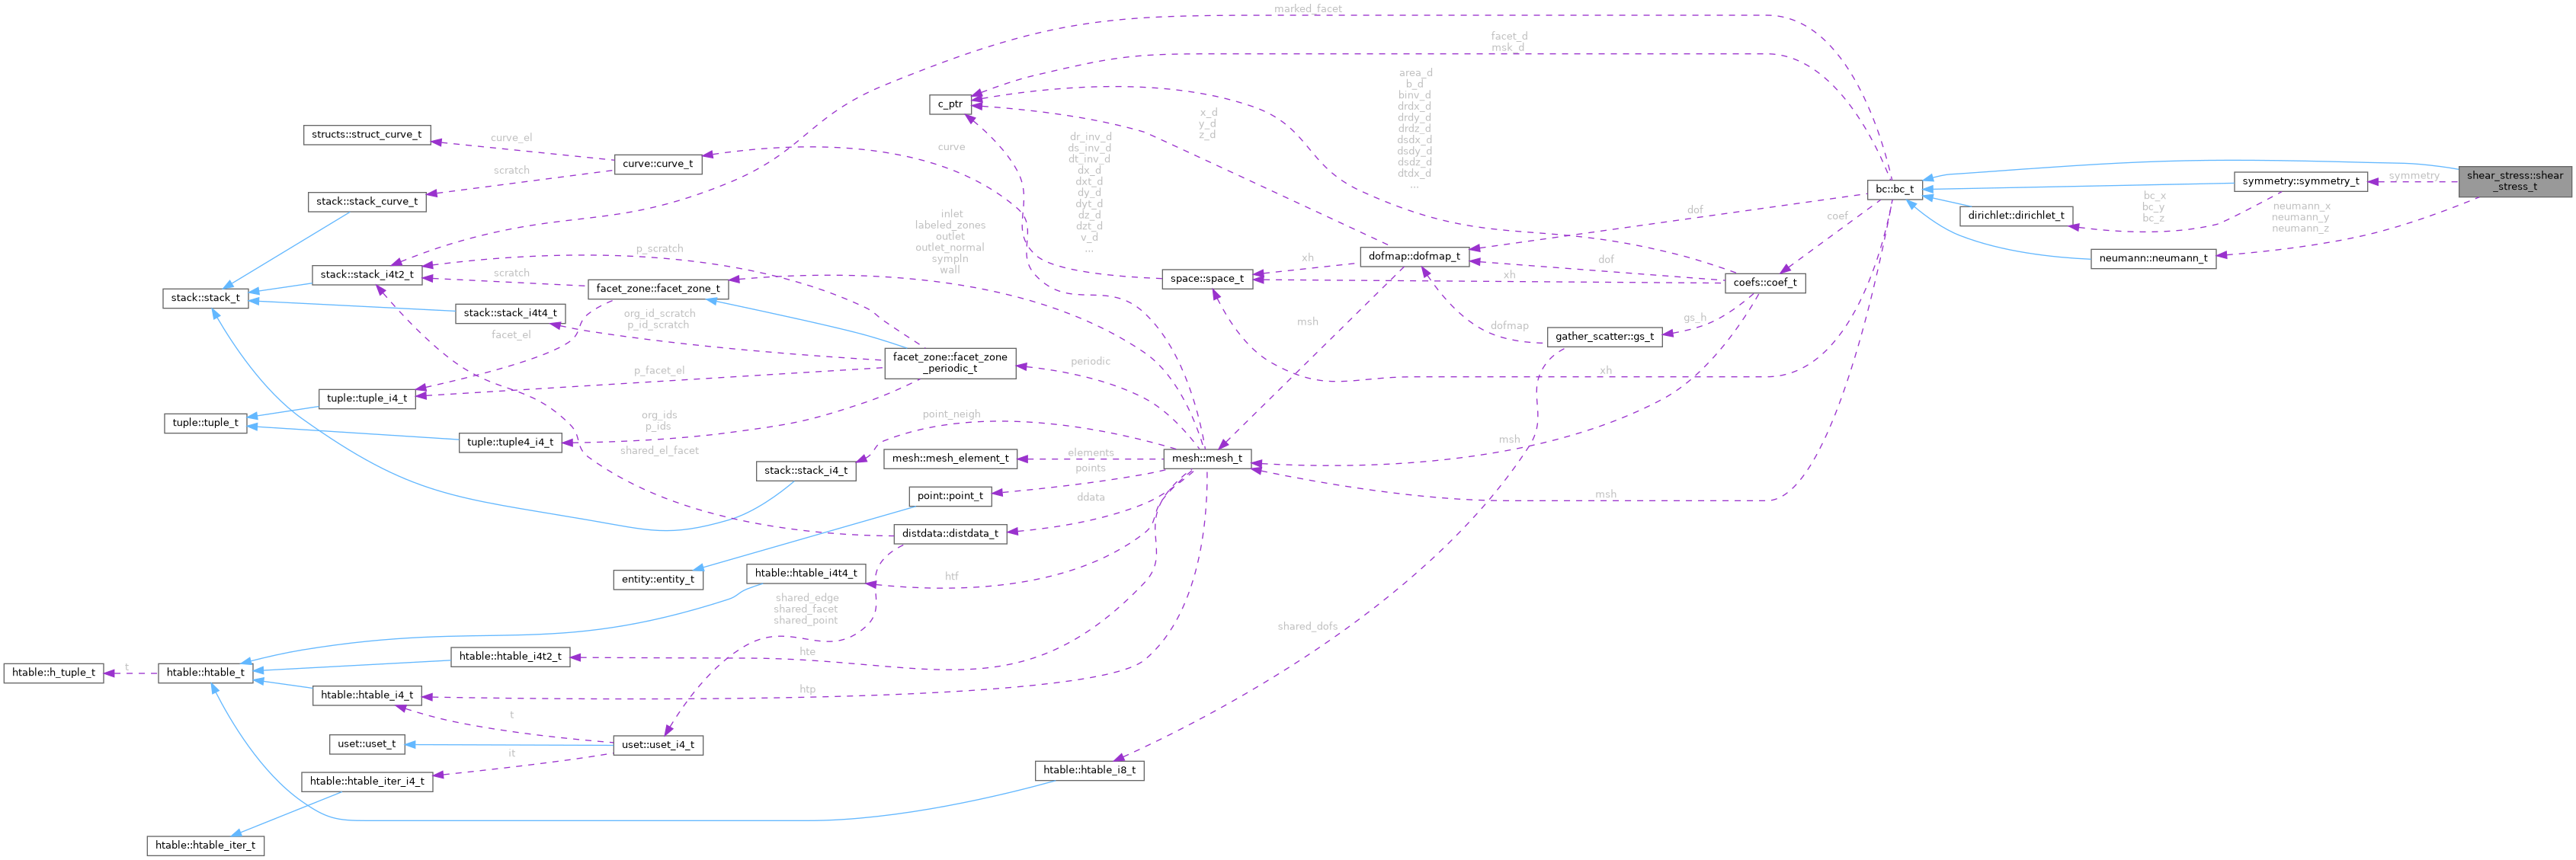 marked_facet
facet_d
msk_d
area_d
b_d
binv_d
drdx_d
drdy_d
drdz_d
dsdx_d
dsdy_d
dsdz_d
dtdx_d
...
c_ptr
x_d
y_d
z_d
structs::struct_curve_t
curve_el
curve
dr_inv_d
ds_inv_d
dt_inv_d
dx_d
dxt_d
dy_d
dyt_d
dz_d
dzt_d
v_d
...
curve::curve_t
scratch
stack::stack_curve_t
shear_stress::shear
_stress_t
symmetry
symmetry::symmetry_t
bc::bc_t
bc_x
bc_y
bc_z
neumann_x
neumann_y
neumann_z
dirichlet::dirichlet_t
dof
coef
inlet
labeled_zones
outlet
outlet_normal
sympln
wall
p_scratch
dofmap::dofmap_t
xh
dof
neumann::neumann_t
stack::stack_i4t2_t
scratch
space::space_t
xh
coefs::coef_t
facet_zone::facet_zone_t
stack::stack_t
stack::stack_i4t4_t
org_id_scratch
p_id_scratch
msh
dofmap
gs_h
facet_el
gather_scatter::gs_t
facet_zone::facet_zone
_periodic_t
periodic
p_facet_el
xh
tuple::tuple_i4_t
tuple::tuple_t
org_ids
p_ids
point_neigh
tuple::tuple4_i4_t
msh
shared_el_facet
stack::stack_i4_t
mesh::mesh_element_t
elements
mesh::mesh_t
points
point::point_t
ddata
msh
distdata::distdata_t
entity::entity_t
htable::htable_i4t4_t
htf
shared_edge
shared_facet
shared_point
shared_dofs
htable::htable_i4t2_t
hte
htable::h_tuple_t
t
htable::htable_t
htable::htable_i4_t
htp
t
uset::uset_t
uset::uset_i4_t
it
htable::htable_iter_i4_t
htable::htable_i8_t
htable::htable_iter_t